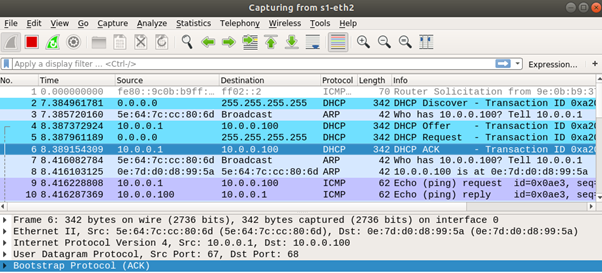 Capturing from s1-eth2
File Edit View Go Capture Analyze Statistics Telephony Wireless Tools Help
Apply a display filter ... <Ctrl-/> Expression... +
No. Time Source Destination Protocol Length Info
1 0.000000000 fe80::9c0b:b9ff:… ff02::2 ICMP… 70 Router Solicitation from 9e:0b:b9:37
2 7.384961781 0.0.0.0 255.255.255.255 DHCP 342 DHCP Discover - Transaction ID 0xa20
3 7.385720160 5e:64:7c:cc:80:6d Broadcast ARP 42 Who has 10.0.0.100? Tell 10.0.0.1
4 8.387372924 10.0.0.1 10.0.0.100 DHCP 342 DHCP Offer - Transaction ID 0xa20
5 8.387961189 0.0.0.0 255.255.255.255 DHCP 342 DHCP Request - Transaction ID 0xa20
6 8.389154309 10.0.0.1 10.0.0.100 DHCP 342 DHCP ACK - Transaction ID 0xa20
7 8.416082784 5e:64:7c:cc:80:6d Broadcast ARP 42 Who has 10.0.0.100? Tell 10.0.0.1
8 8.416103125 0e:7d:d0:d8:99:5a 5e:64:7c:cc:80:6d ARP 42 10.0.0.100 is at 0e:7d:d0:d8:99:5a
9 8.416228808 10.0.0.1 10.0.0.100 ICMP 62 Echo (ping) request id=0x0ae3, seq=
10 8.416287369 10.0.0.100 10.0.0.1 ICMP 62 Echo (ping) reply id=0x0ae3, seq=
Frame 6: 342 bytes on wire (2736 bits), 342 bytes captured (2736 bits) on interface 0
Ethernet II, Src: 5e:64:7c:cc:80:6d (5e:64:7c:cc:80:6d), Dst: 0e:7d:d0:d8:99:5a (0e:7d:d0:d8:99:5a)
Internet Protocol Version 4, Src: 10.0.0.1, Dst: 10.0.0.100
User Datagram Protocol, Src Port: 67, Dst Port: 68
Bootstrap Protocol (ACK)